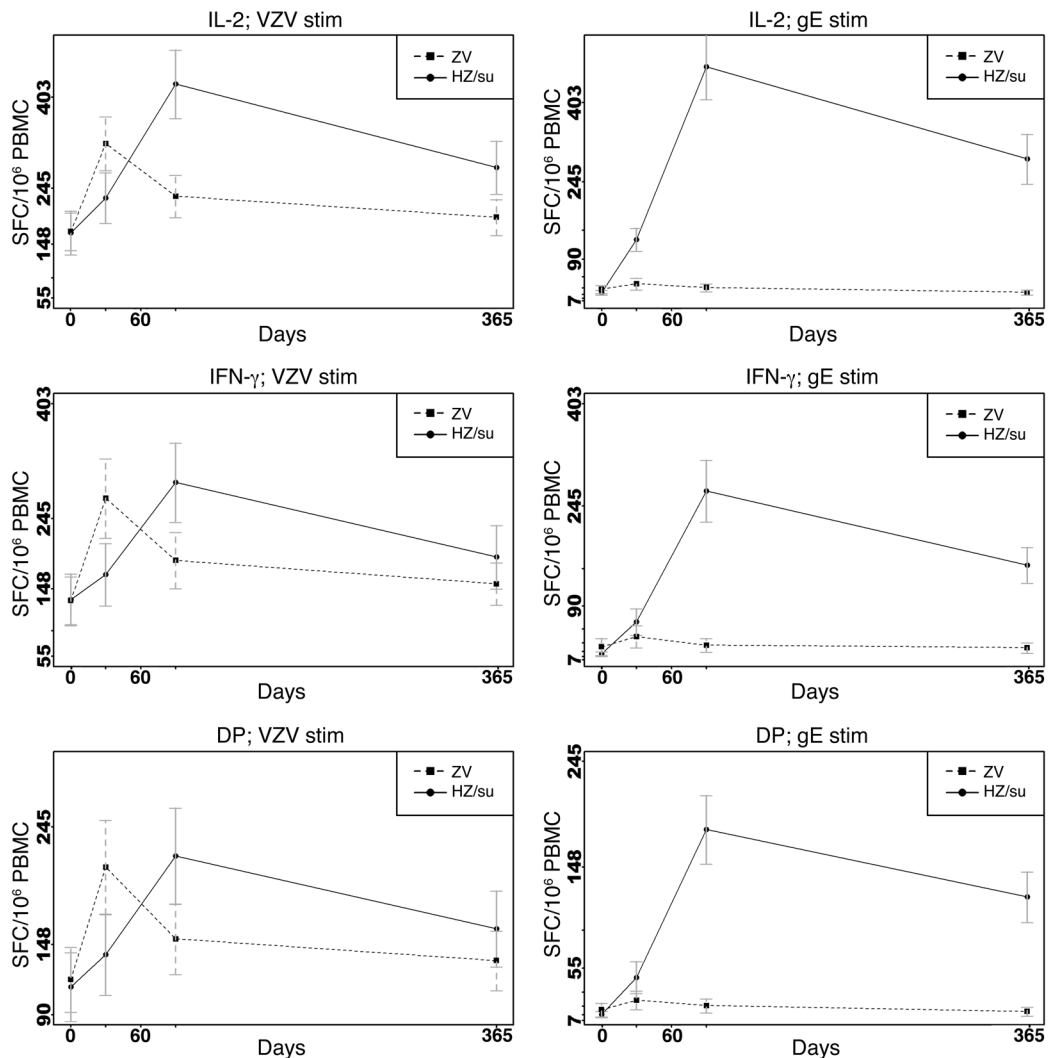 IL-2; VZV stim
SFC/10⁶ PBMC
403
245
148
55
ZV
HZ/su
0
60
365
Days
IL-2; gE stim
SFC/10⁶ PBMC
403
245
90
7
ZV
HZ/su
0
60
365
Days
IFN-γ; VZV stim
SFC/10⁶ PBMC
403
245
148
55
ZV
HZ/su
0
60
365
Days
IFN-γ; gE stim
SFC/10⁶ PBMC
403
245
90
7
ZV
HZ/su
0
60
365
Days
DP; VZV stim
SFC/10⁶ PBMC
245
148
90
ZV
HZ/su
0
60
365
Days
DP; gE stim
SFC/10⁶ PBMC
245
148
55
7
ZV
HZ/su
0
60
365
Days